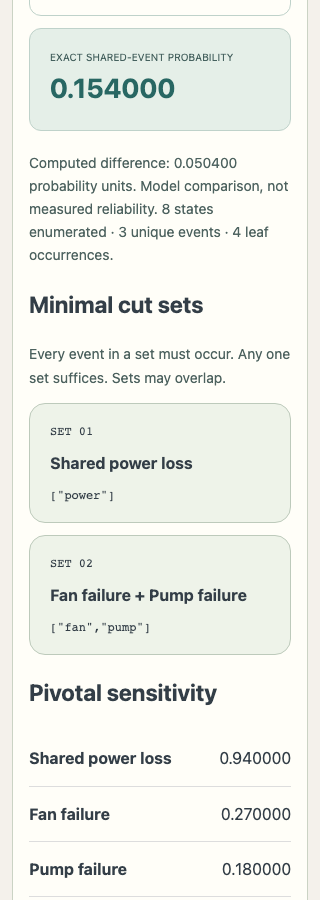 EXACT SHARED-EVENT PROBABILITY
0.154000
Computed difference: 0.050400
probability units. Model comparison, not
measured reliability. 8 states
enumerated · 3 unique events · 4 leaf
occurrences.
Minimal cut sets
Every event in a set must occur. Any one
set suffices. Sets may overlap.
SET 01
Shared power loss
["power"]
SET 02
Fan failure + Pump failure
["fan","pump"]
Pivotal sensitivity
Shared power loss 0.940000
Fan failure 0.270000
Pump failure 0.180000